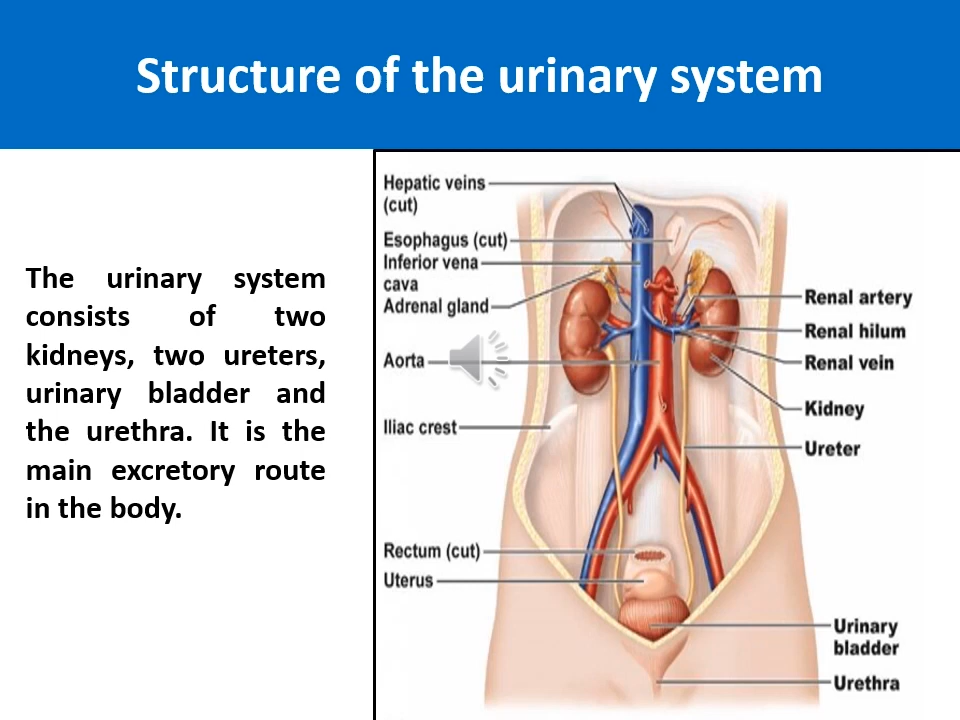 Structure of the urinary system
The urinary system
consists of two
kidneys, two ureters,
urinary bladder and
the urethra. It is the
main excretory route
in the body.
Hepatic veins
(cut)
Esophagus (cut)
Inferior vena
cava
Adrenal gland
Aorta
Iliac crest
Rectum (cut)
Uterus
Renal artery
Renal hilum
Renal vein
Kidney
Ureter
Urinary
bladder
Urethra